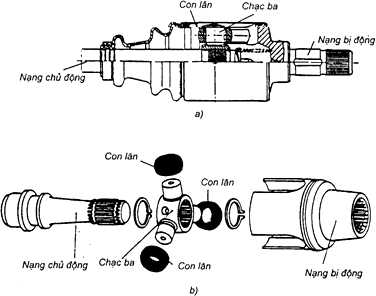 Con lăn
Chạc ba
Nạng bị động
Nạng chủ động
a)
Con lăn
Con lăn
Nạng chủ động
Chạc ba
Con lăn
Nạng bị động
b)